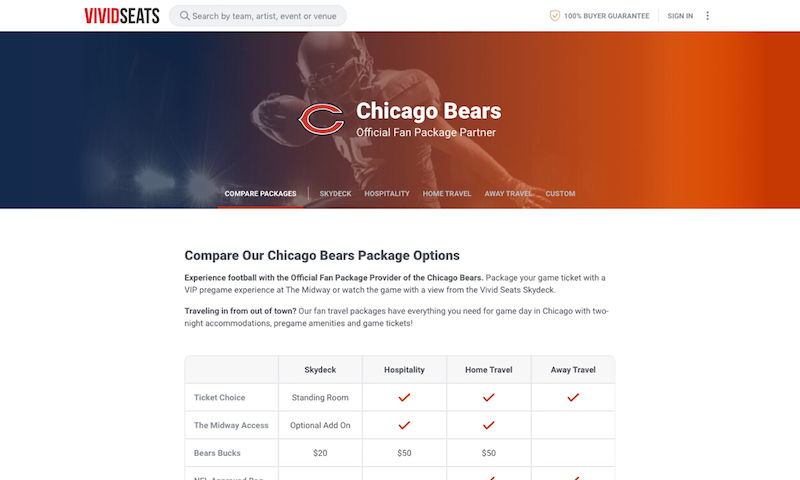 VIVIDSEATS
Search by team, artist, event or venue
100% BUYER GUARANTEE
SIGN IN
Chicago Bears
Official Fan Package Partner
COMPARE PACKAGES
SKYDECK
HOSPITALITY
HOME TRAVEL
AWAY TRAVEL
CUSTOM
Compare Our Chicago Bears Package Options
Experience football with the Official Fan Package Provider of the Chicago Bears. Package your game ticket with a
VIP pregame experience at The Midway or watch the game with a view from the Vivid Seats Skydeck.
Traveling in from out of town? Our fan travel packages have everything you need for game day in Chicago with two-
night accommodations, pregame amenities and game tickets!
Skydeck Hospitality Home Travel Away Travel
Ticket Choice Standing Room
The Midway Access Optional Add On
Bears Bucks $20 $50 $50
NFL Approved Bag